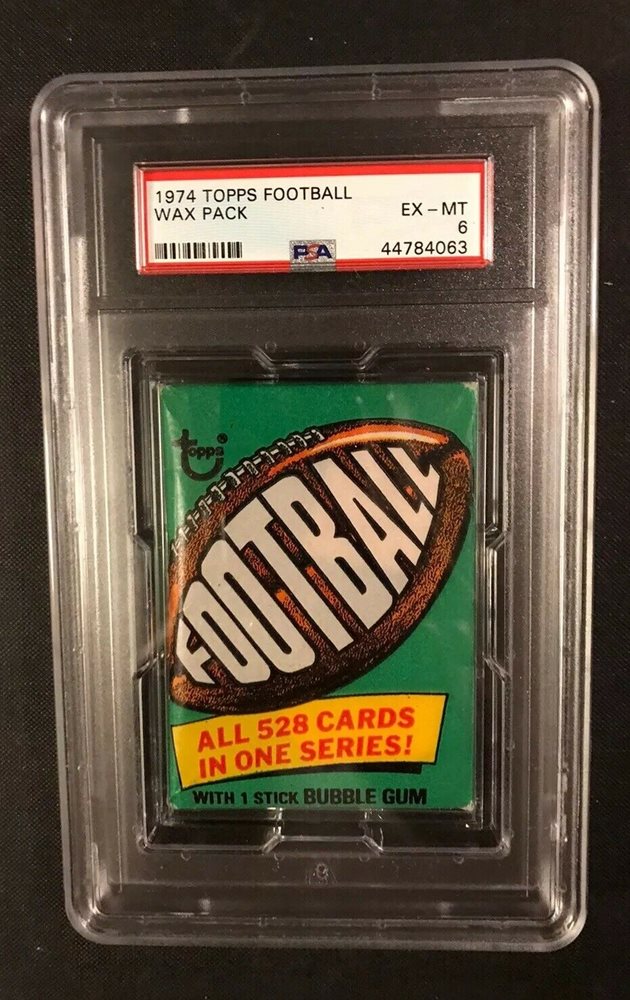 1974 TOPPS FOOTBALL
WAX PACK
EX – MT
6
PSA
44784063
Topps®
FOOTBALL
ALL 528 CARDS
IN ONE SERIES!
WITH 1 STICK BUBBLE GUM